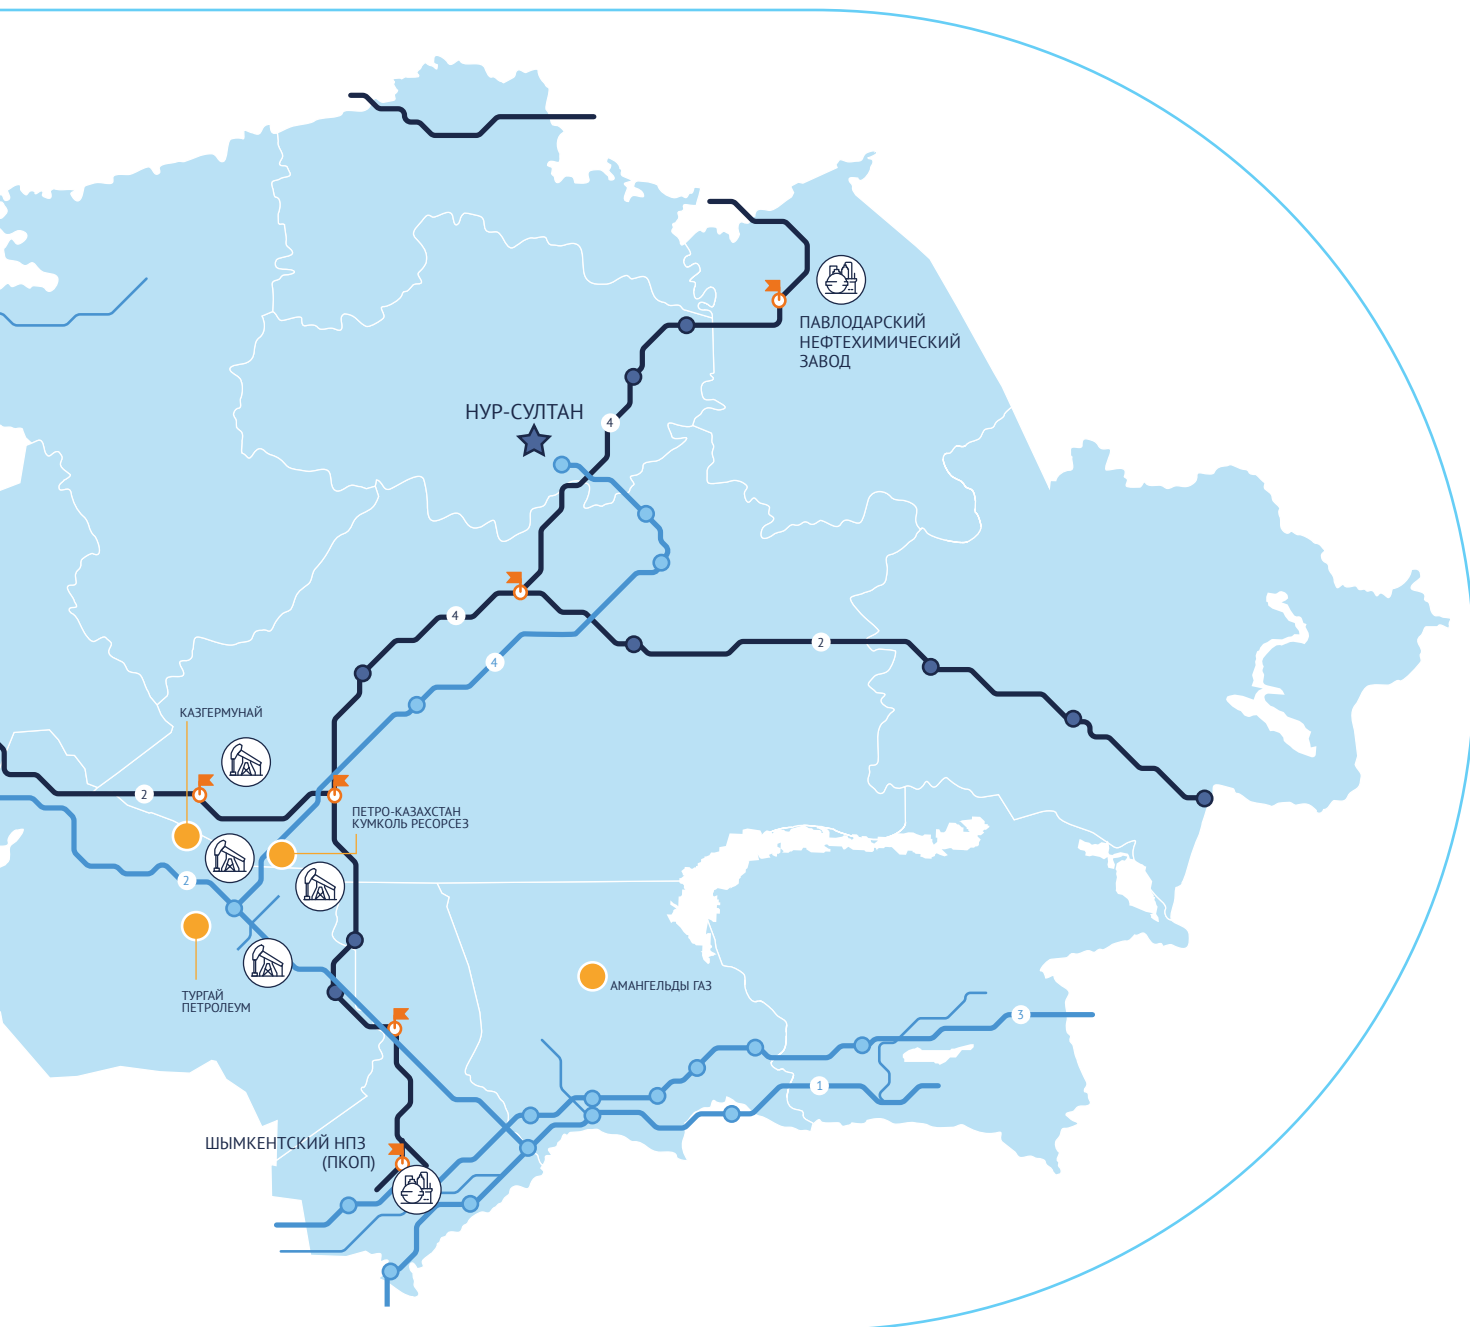 ПАВЛОДАРСКИЙ
НЕФТЕХИМИЧЕСКИЙ
ЗАВОД
НУР-СУЛТАН
4
4
2
4
КАЗГЕРМУНАЙ
2
ПЕТРО-КАЗАХСТАН
КУМКОЛЬ РЕСОРСЕЗ
2
ТУРГАЙ
ПЕТРОЛЕУМ
АМАНГЕЛЬДЫ ГАЗ
3
1
ШЫМКЕНТСКИЙ НПЗ
(ПКОП)